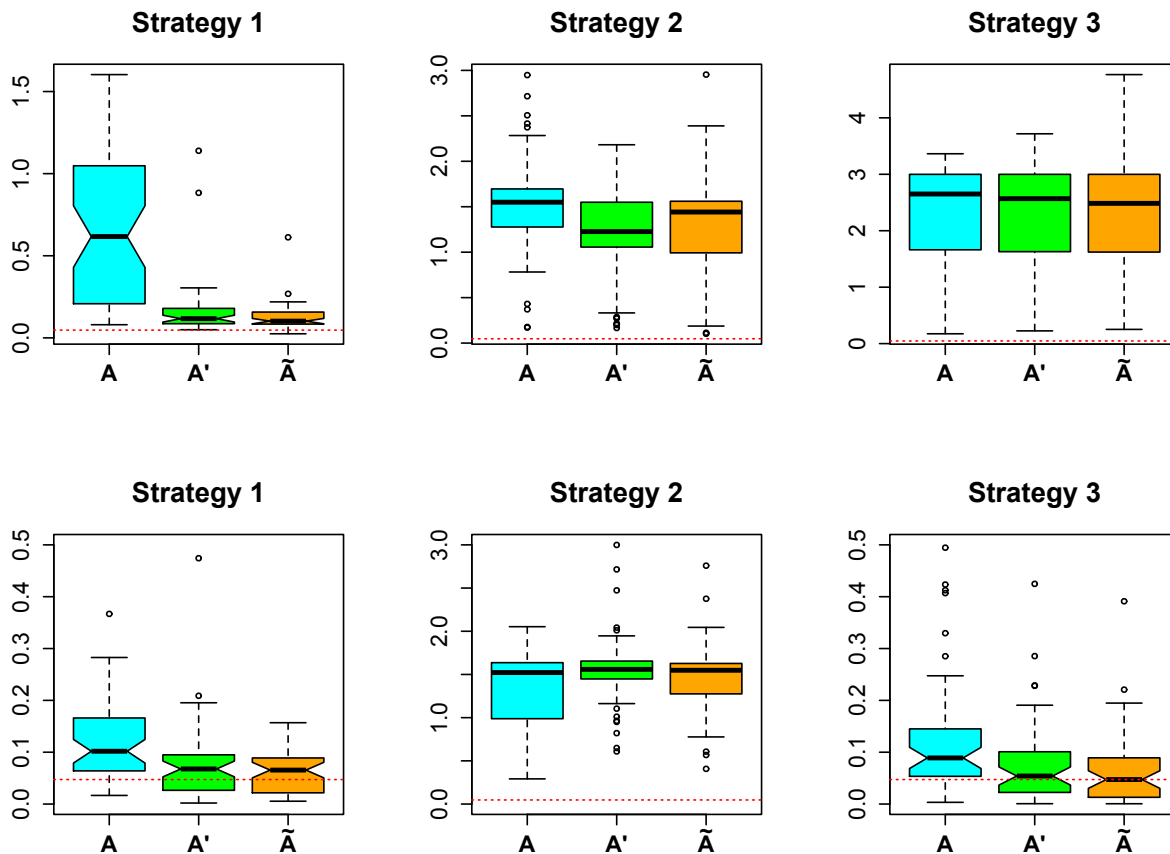 Strategy 1
0.0 0.5 1.0 1.5
A A' Ã
Strategy 2
0.0 1.0 2.0 3.0
A A' Ã
Strategy 3
0 1 2 3 4
A A' Ã
Strategy 1
0.0 0.1 0.2 0.3 0.4 0.5
A A' Ã
Strategy 2
0.0 1.0 2.0 3.0
A A' Ã
Strategy 3
0.0 0.1 0.2 0.3 0.4 0.5
A A' Ã